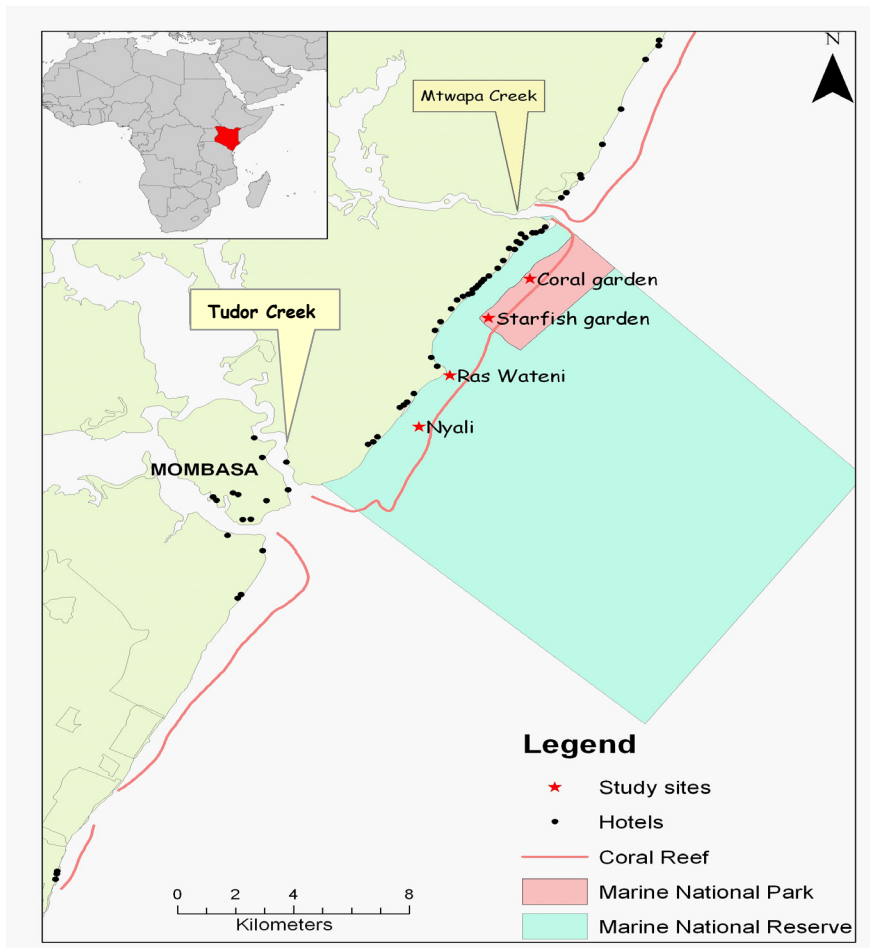 N
Mtwapa Creek
Coral garden
Tudor Creek
Starfish garden
Ras Wateni
Nyali
MOMBASA
Legend
Study sites
Hotels
Coral Reef
Marine National Park
Marine National Reserve
0 2 4 8
Kilometers